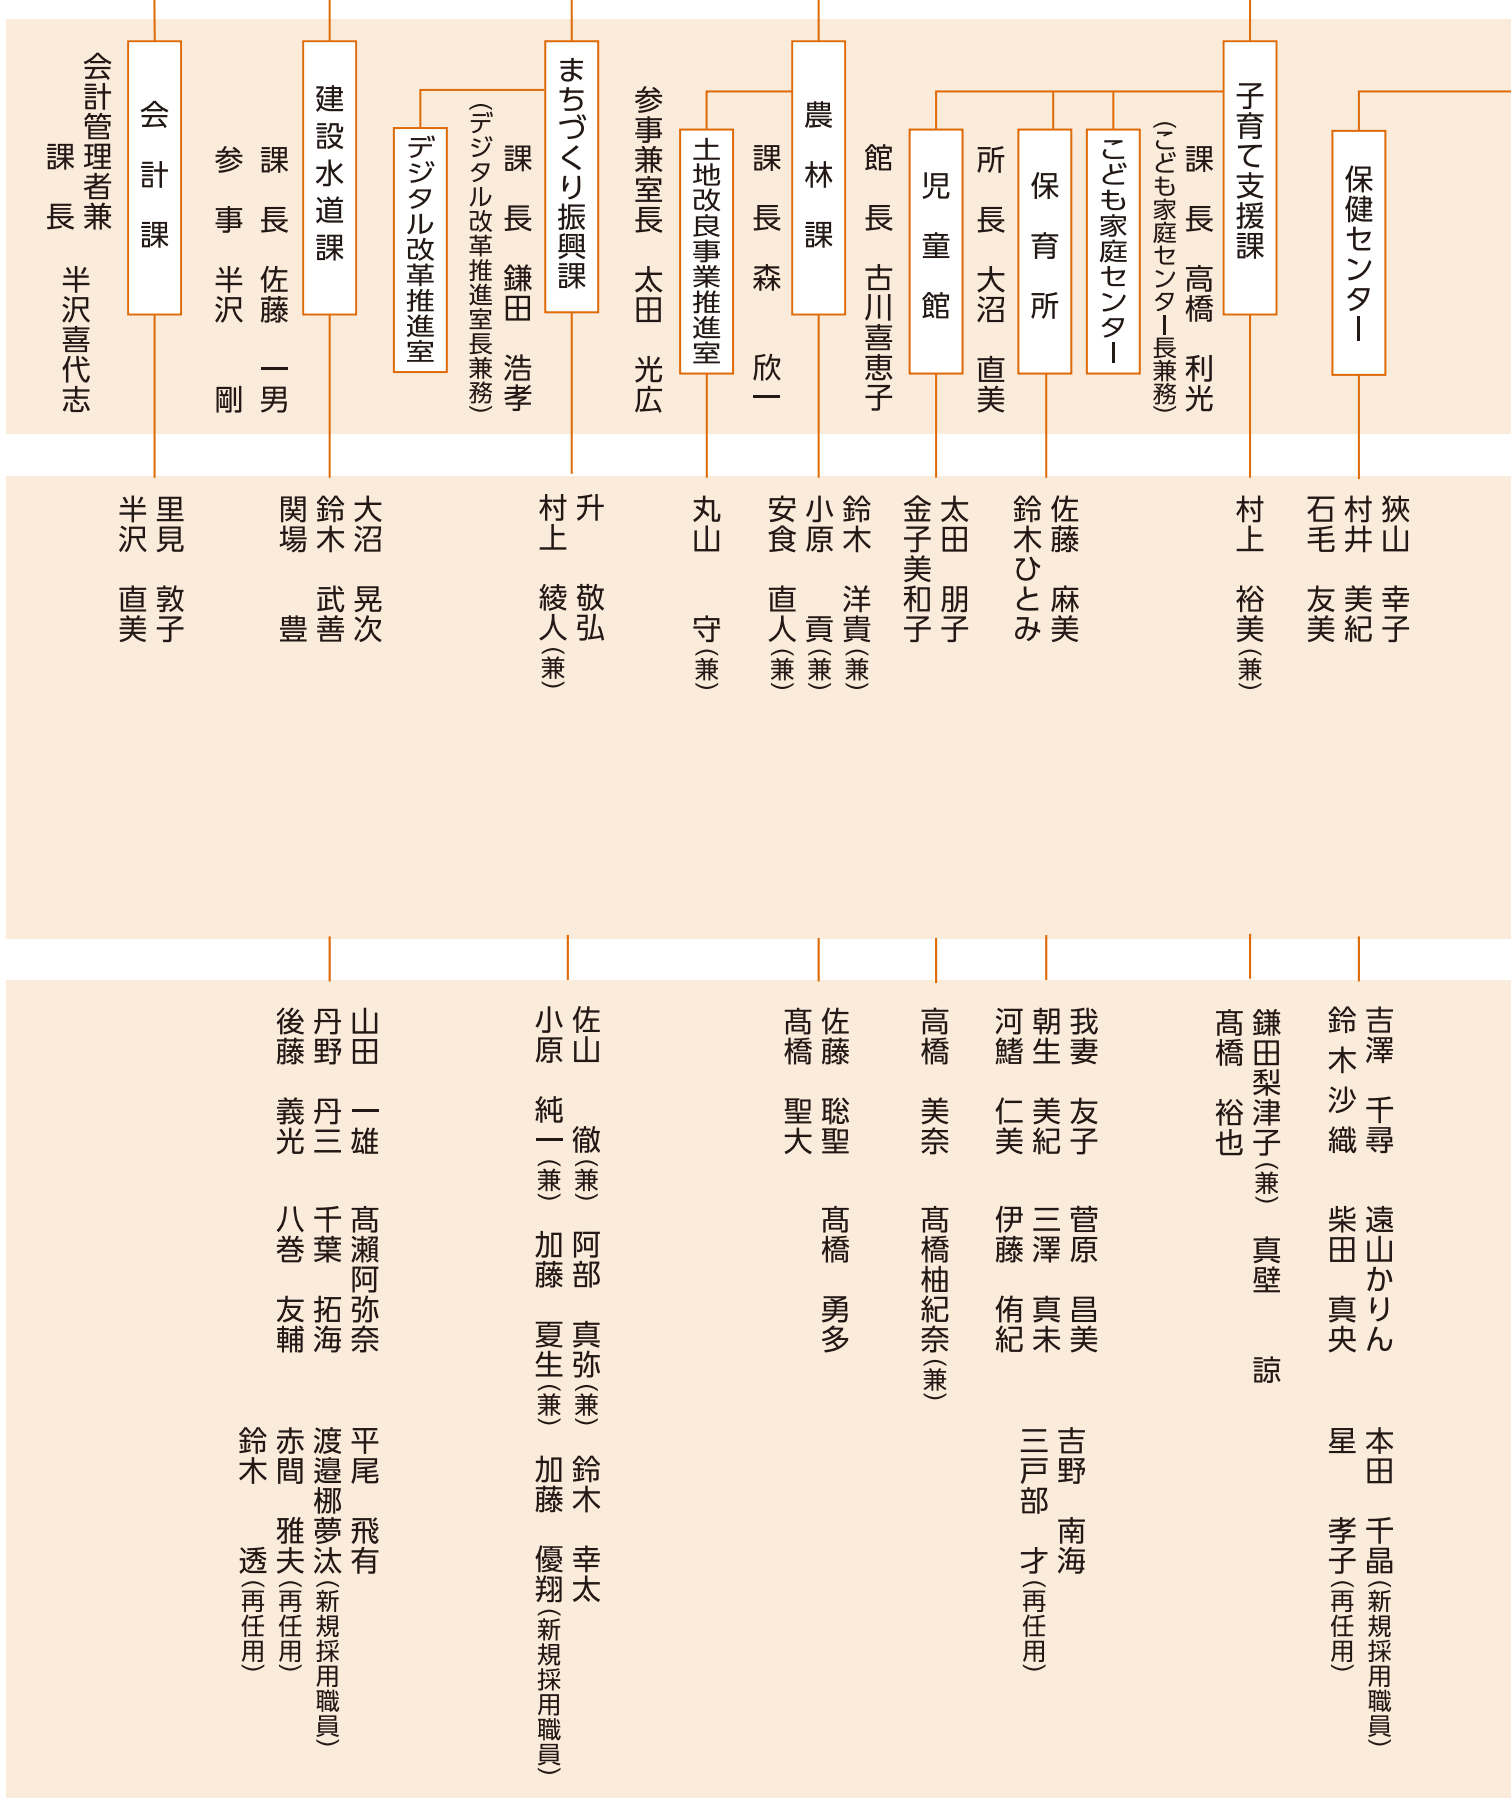 保健センター
子育て支援課
課長 高橋 利光
（こども家庭センター長兼務）
こども家庭センター
保育所
所長 大沼 直美
児童館
館長 古川喜恵子
農林課
課長 森 欣一
土地改良事業推進室
参事兼室長 太田 光広
まちづくり振興課
課長 鎌田 浩孝
（デジタル改革推進室長兼務）
デジタル改革推進室
建設水道課
課長 佐藤 一男
参事 半沢 剛
会計課
会計管理者兼
課長
半沢喜代志
狹山 幸子
村井 美紀
石毛 友美
村上 裕美（兼）
佐藤 麻美
鈴木ひとみ
太田 朋子
金子美和子
鈴木 洋貴（兼）
小原 貢（兼）
安食 直人（兼）
丸山 守（兼）
升 敬弘
村上 綾人（兼）
大沼 晃次
鈴木 武善
関場 豊
里見 敦子
半沢 直美
吉澤 千尋 遠山かりん 本田 千晶（新規採用職員）
鈴木沙織 柴田 真央 星 孝子（再任用）
鎌田梨津子（兼） 真壁 諒
髙橋 裕也
我妻 友子 菅原 昌美 吉野 南海
朝生 美紀 三澤 真未 三戸部 才（再任用）
河鰭 仁美 伊藤 侑紀
高橋 美奈 髙橋柚紀奈（兼）
佐藤 聡聖 髙橋 勇多
髙橋 聖大
佐山 徹（兼） 阿部 真弥（兼） 鈴木 幸太
小原 純一（兼） 加藤 夏生（兼） 加藤 優翔（新規採用職員）
山田 一雄 髙瀨阿弥奈 平尾 飛有
丹野 丹三 千葉 拓海 渡邉梛夢汰（新規採用職員）
後藤 義光 八巻 友輔 赤間 雅夫（再任用）
鈴木 透（再任用）